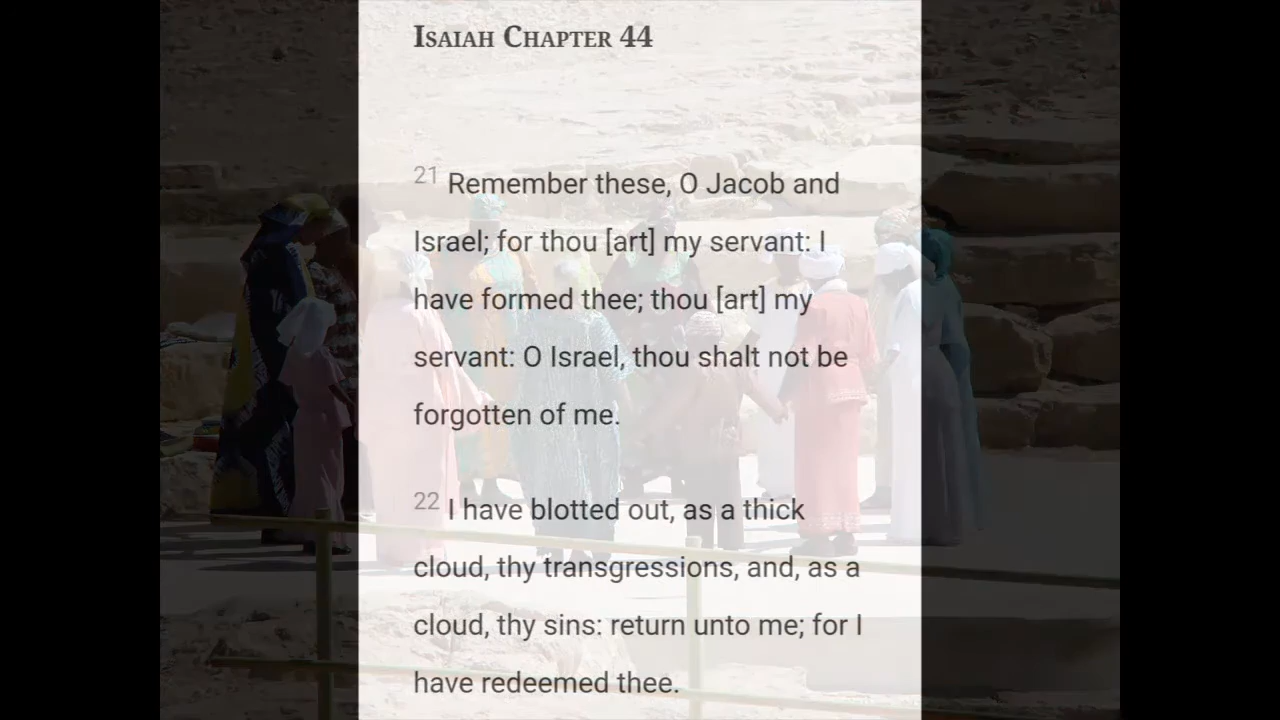 Isaiah Chapter 44
21 Remember these, O Jacob and
Israel; for thou [art] my servant: I
have formed thee; thou [art] my
servant: O Israel, thou shalt not be
forgotten of me.
22 I have blotted out, as a thick
cloud, thy transgressions, and, as a
cloud, thy sins: return unto me; for I
have redeemed thee.